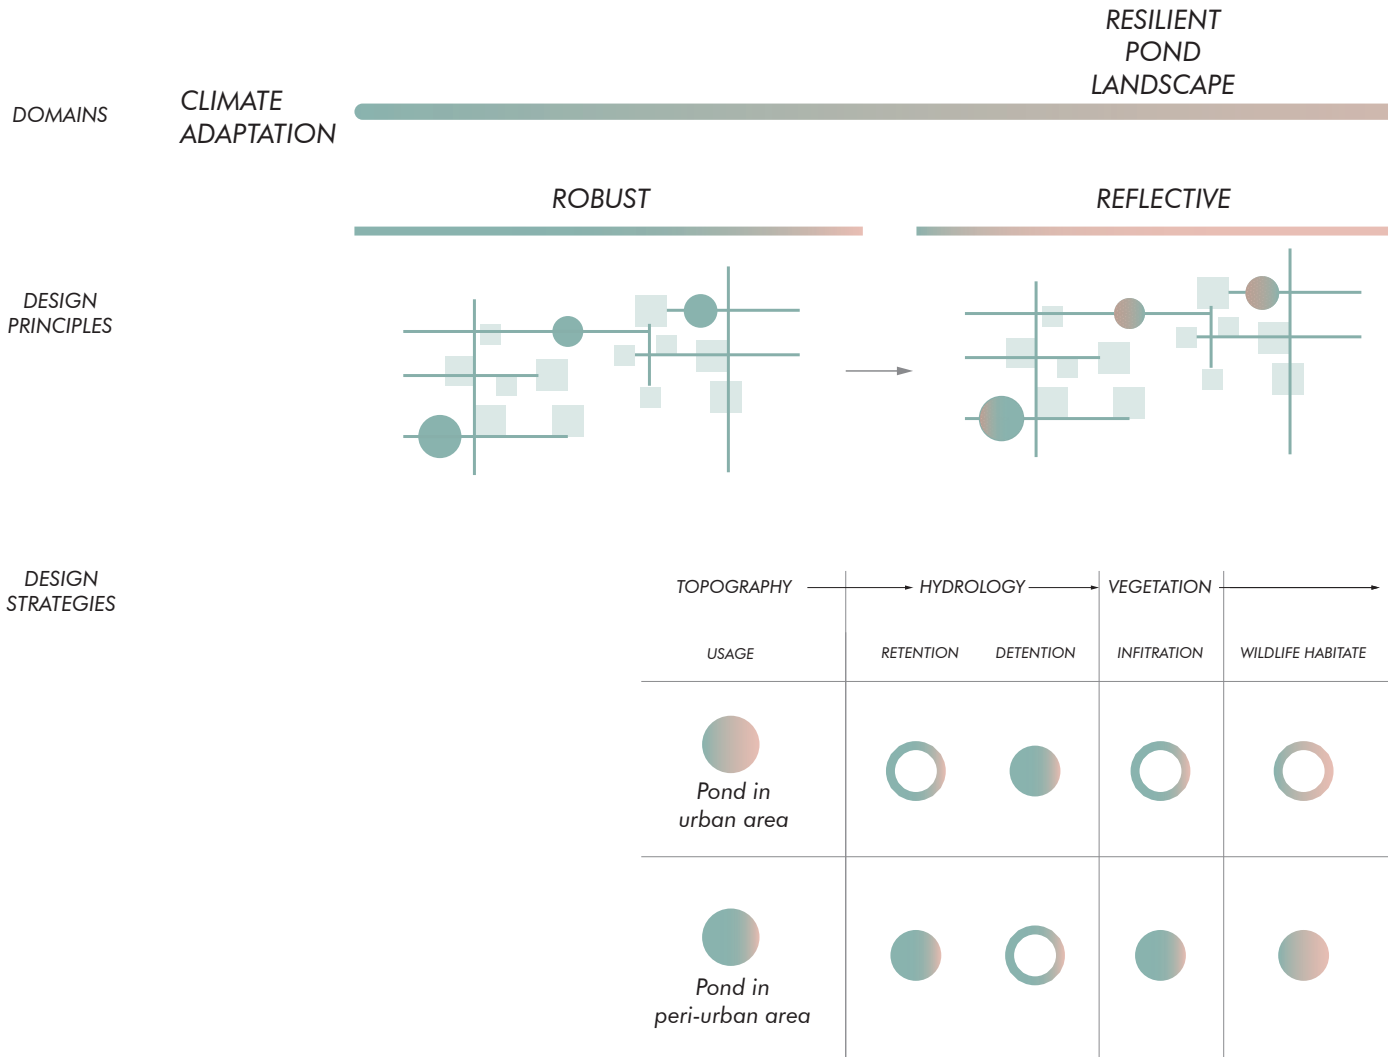 RESILIENT
POND
LANDSCAPE
DOMAINS
CLIMATE
ADAPTATION
ROBUST
REFLECTIVE
DESIGN
PRINCIPLES
DESIGN
STRATEGIES
TOPOGRAPHY HYDROLOGY VEGETATION
USAGE RETENTION DETENTION INFITRATION WILDLIFE HABITATE
Pond in
urban area
Pond in
peri-urban area